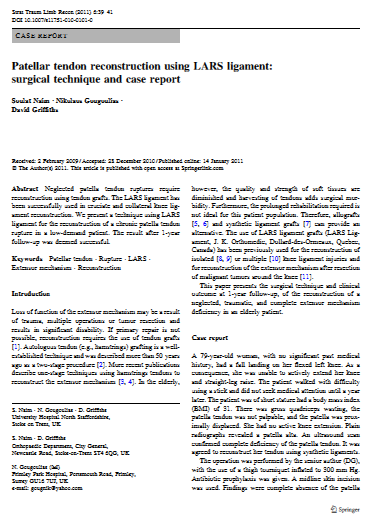 Strat Traum Limb Recon (2011) 6:39–41
DOI 10.1007/s11751-010-0101-0
CASE REPORT
Patellar tendon reconstruction using LARS ligament:
surgical technique and case report
Soulat Naim · Nikolaos Gougoulias ·
David Griffiths
Received: 2 February 2009 / Accepted: 28 December 2010 / Published online: 14 January 2011
© The Author(s) 2011. This article is published with open access at Springerlink.com
Abstract Neglected patella tendon ruptures require
reconstruction using tendon grafts. The LARS ligament has
been successfully used in cruciate and collateral knee lig-
ament reconstruction. We present a technique using LARS
ligament for the reconstruction of a chronic patella tendon
rupture in a low-demand patient. The result after 1-year
follow-up was deemed successful.
Keywords Patellar tendon · Rupture · LARS ·
Extensor mechanism · Reconstruction
Introduction
Loss of function of the extensor mechanism may be a result
of trauma, multiple operations or tumour resection and
results in significant disability. If primary repair is not
possible, reconstruction requires the use of tendon grafts
[1]. Autologous tendon (e.g., hamstrings) grafting is a well-
established technique and was described more than 50 years
ago as a two-stage procedure [2]. More recent publications
describe one-stage techniques using hamstrings tendons to
reconstruct the extensor mechanism [3, 4]. In the elderly,
S. Naim · N. Gougoulias · D. Griffiths
University Hospital North Staffordshire,
Stoke on Trent, UK
S. Naim · D. Griffiths
Orthopaedic Department, City General,
Newcastle Road, Stoke-on-Trent ST4 6QG, UK
N. Gougoulias
Frimley Park Hospital, Portsmouth Road, Frimley,
Surrey GU16 7UJ, UK
e-mail: gougnik@yahoo.com
however, the quality and strength of soft tissues are
diminished and harvesting of tendons adds surgical mor-
bidity. Furthermore, the prolonged rehabilitation required is
not ideal for this patient population. Therefore, allografts
[5, 6] and synthetic ligament grafts [7] can provide an
alternative. The use of LARS ligament grafts (LARS Lig-
ament, J. K. Orthomedic, Dollard-des-Ormeaux, Quebec,
Canada) has been previously used for the reconstruction of
isolated [8, 9] or multiple [10] knee ligament injuries and
for reconstruction of the extensor mechanism after resection
of malignant tumors around the knee [11].
This paper presents the surgical technique and clinical
outcome at 1-year follow-up, of the reconstruction of a
neglected, traumatic, and complete extensor mechanism
deficiency in an elderly patient.
Case report
A 79-year-old woman, with no significant past medical
history, had a fall landing on her flexed left knee. As a
consequence, she was unable to actively extend her knee
and straight-leg raise. The patient walked with difficulty
using a stick and did not seek medical attention until a year
later. The patient was of short stature had a body mass index
(BMI) of 31. There was gross quadriceps wasting, the
patella tendon was not palpable, and the patella was prox-
imally displaced. She had no active knee extension. Plain
radiographs revealed a patella alta. An ultrasound scan
confirmed complete deficiency of the patella tendon. It was
agreed to reconstruct her tendon using synthetic ligaments.
The operation was performed by the senior author (DG),
with the use of a thigh tourniquet inflated to 300 mm Hg.
Antibiotic prophylaxis was given. A midline skin incision
was used. Findings were complete absence of the patella
Springer